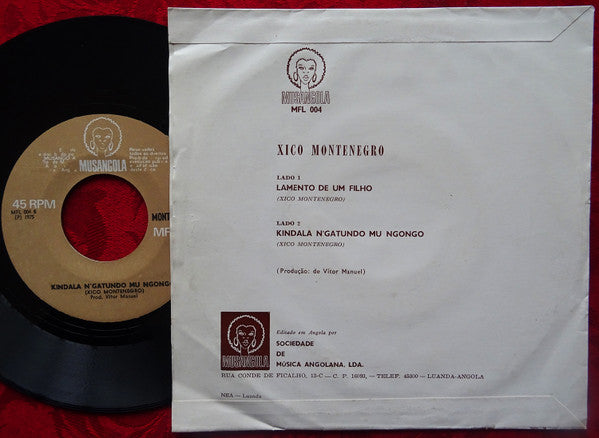 MUSANGOLA
45 RPM
MFL 004 B
(P) 1975
MONT
KINDALA N'GATUNDO MU NGONGO
(XICO MONTENEGRO)
Prod. Vitor Manuel
MUSANGOLA
MFL 004
XICO MONTENEGRO
LADO 1
LAMENTO DE UM FILHO
(XICO MONTENEGRO)
LADO 2
KINDALA N'GATUNDO MU NGONGO
(XICO MONTENEGRO)
(Produção: de Vitor Manuel)
MUSANGOLA
Editado em Angola por
SOCIEDADE
DE
MÚSICA ANGOLANA, LDA.
RUA CONDE DE FICALHO, 13-C — C. P. 16093, — TELEF. 45300 — LUANDA-ANGOLA
NEA — Luanda